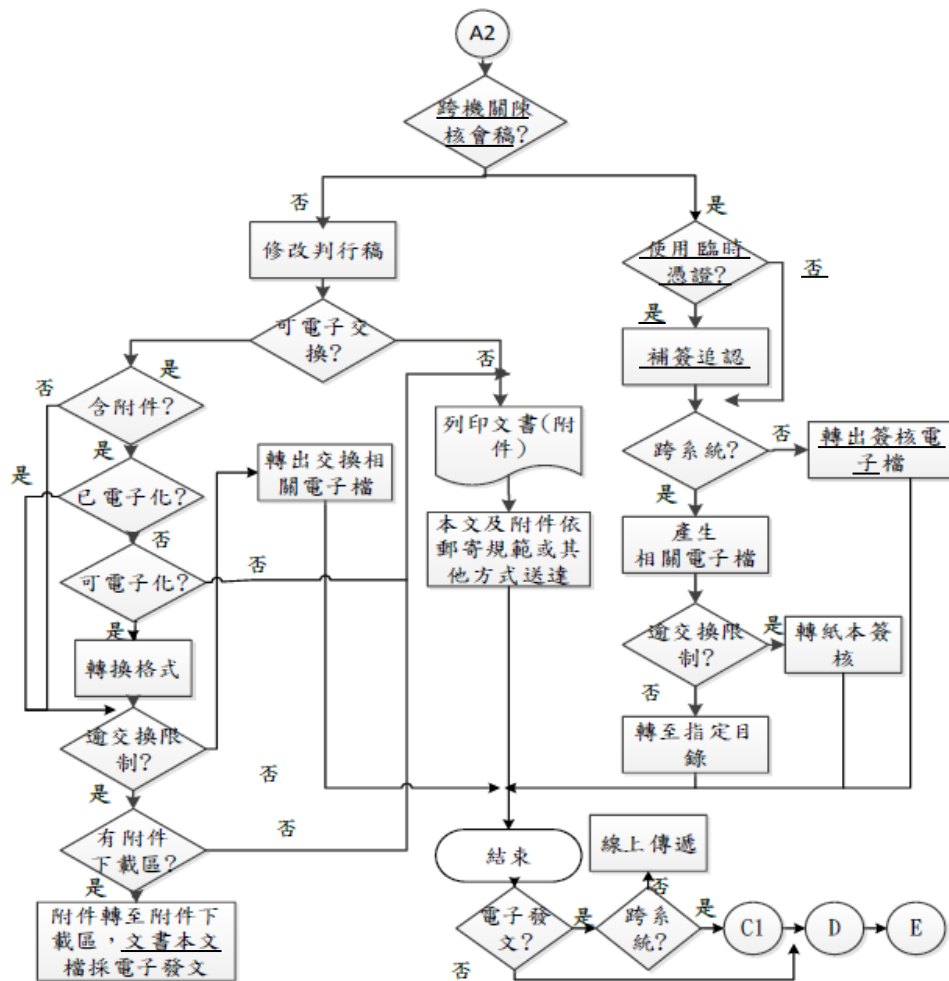 A2
跨機關陳
核會稿?
否
是
修改判行稿
使用臨時
憑證?
否
是
可電子交
換?
否
補簽追認
是
否
含附件?
列印文書(附
件)
跨系統?
否
轉出簽核電
子檔
是
是
已電子化?
轉出交換相
關電子檔
是
否
本文及附件依
郵寄規範或其
他方式送達
產生
相關電子檔
可電子化?
否
是
逾交換限
制?
是
轉紙本簽
核
轉換格式
否
逾交換限
制?
轉至指定目
錄
否
是
有附件
下載區?
否
結束
線上傳遞
是
否
附件轉至附件下
載區，文書本文
檔採電子發文
電子發
文?
是
跨系
統?
是
C1
D
E
否